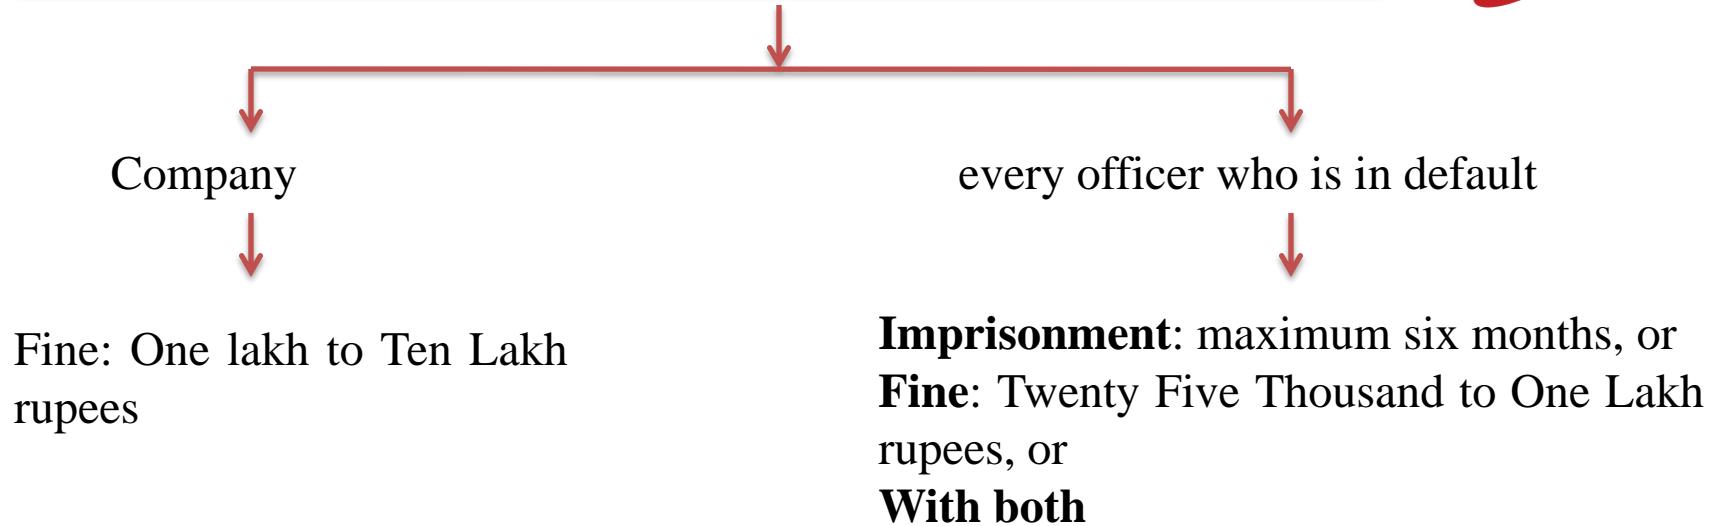 Company
every officer who is in default
Fine: One lakh to Ten Lakh
rupees
Imprisonment: maximum six months, or
Fine: Twenty Five Thousand to One Lakh
rupees, or
With both